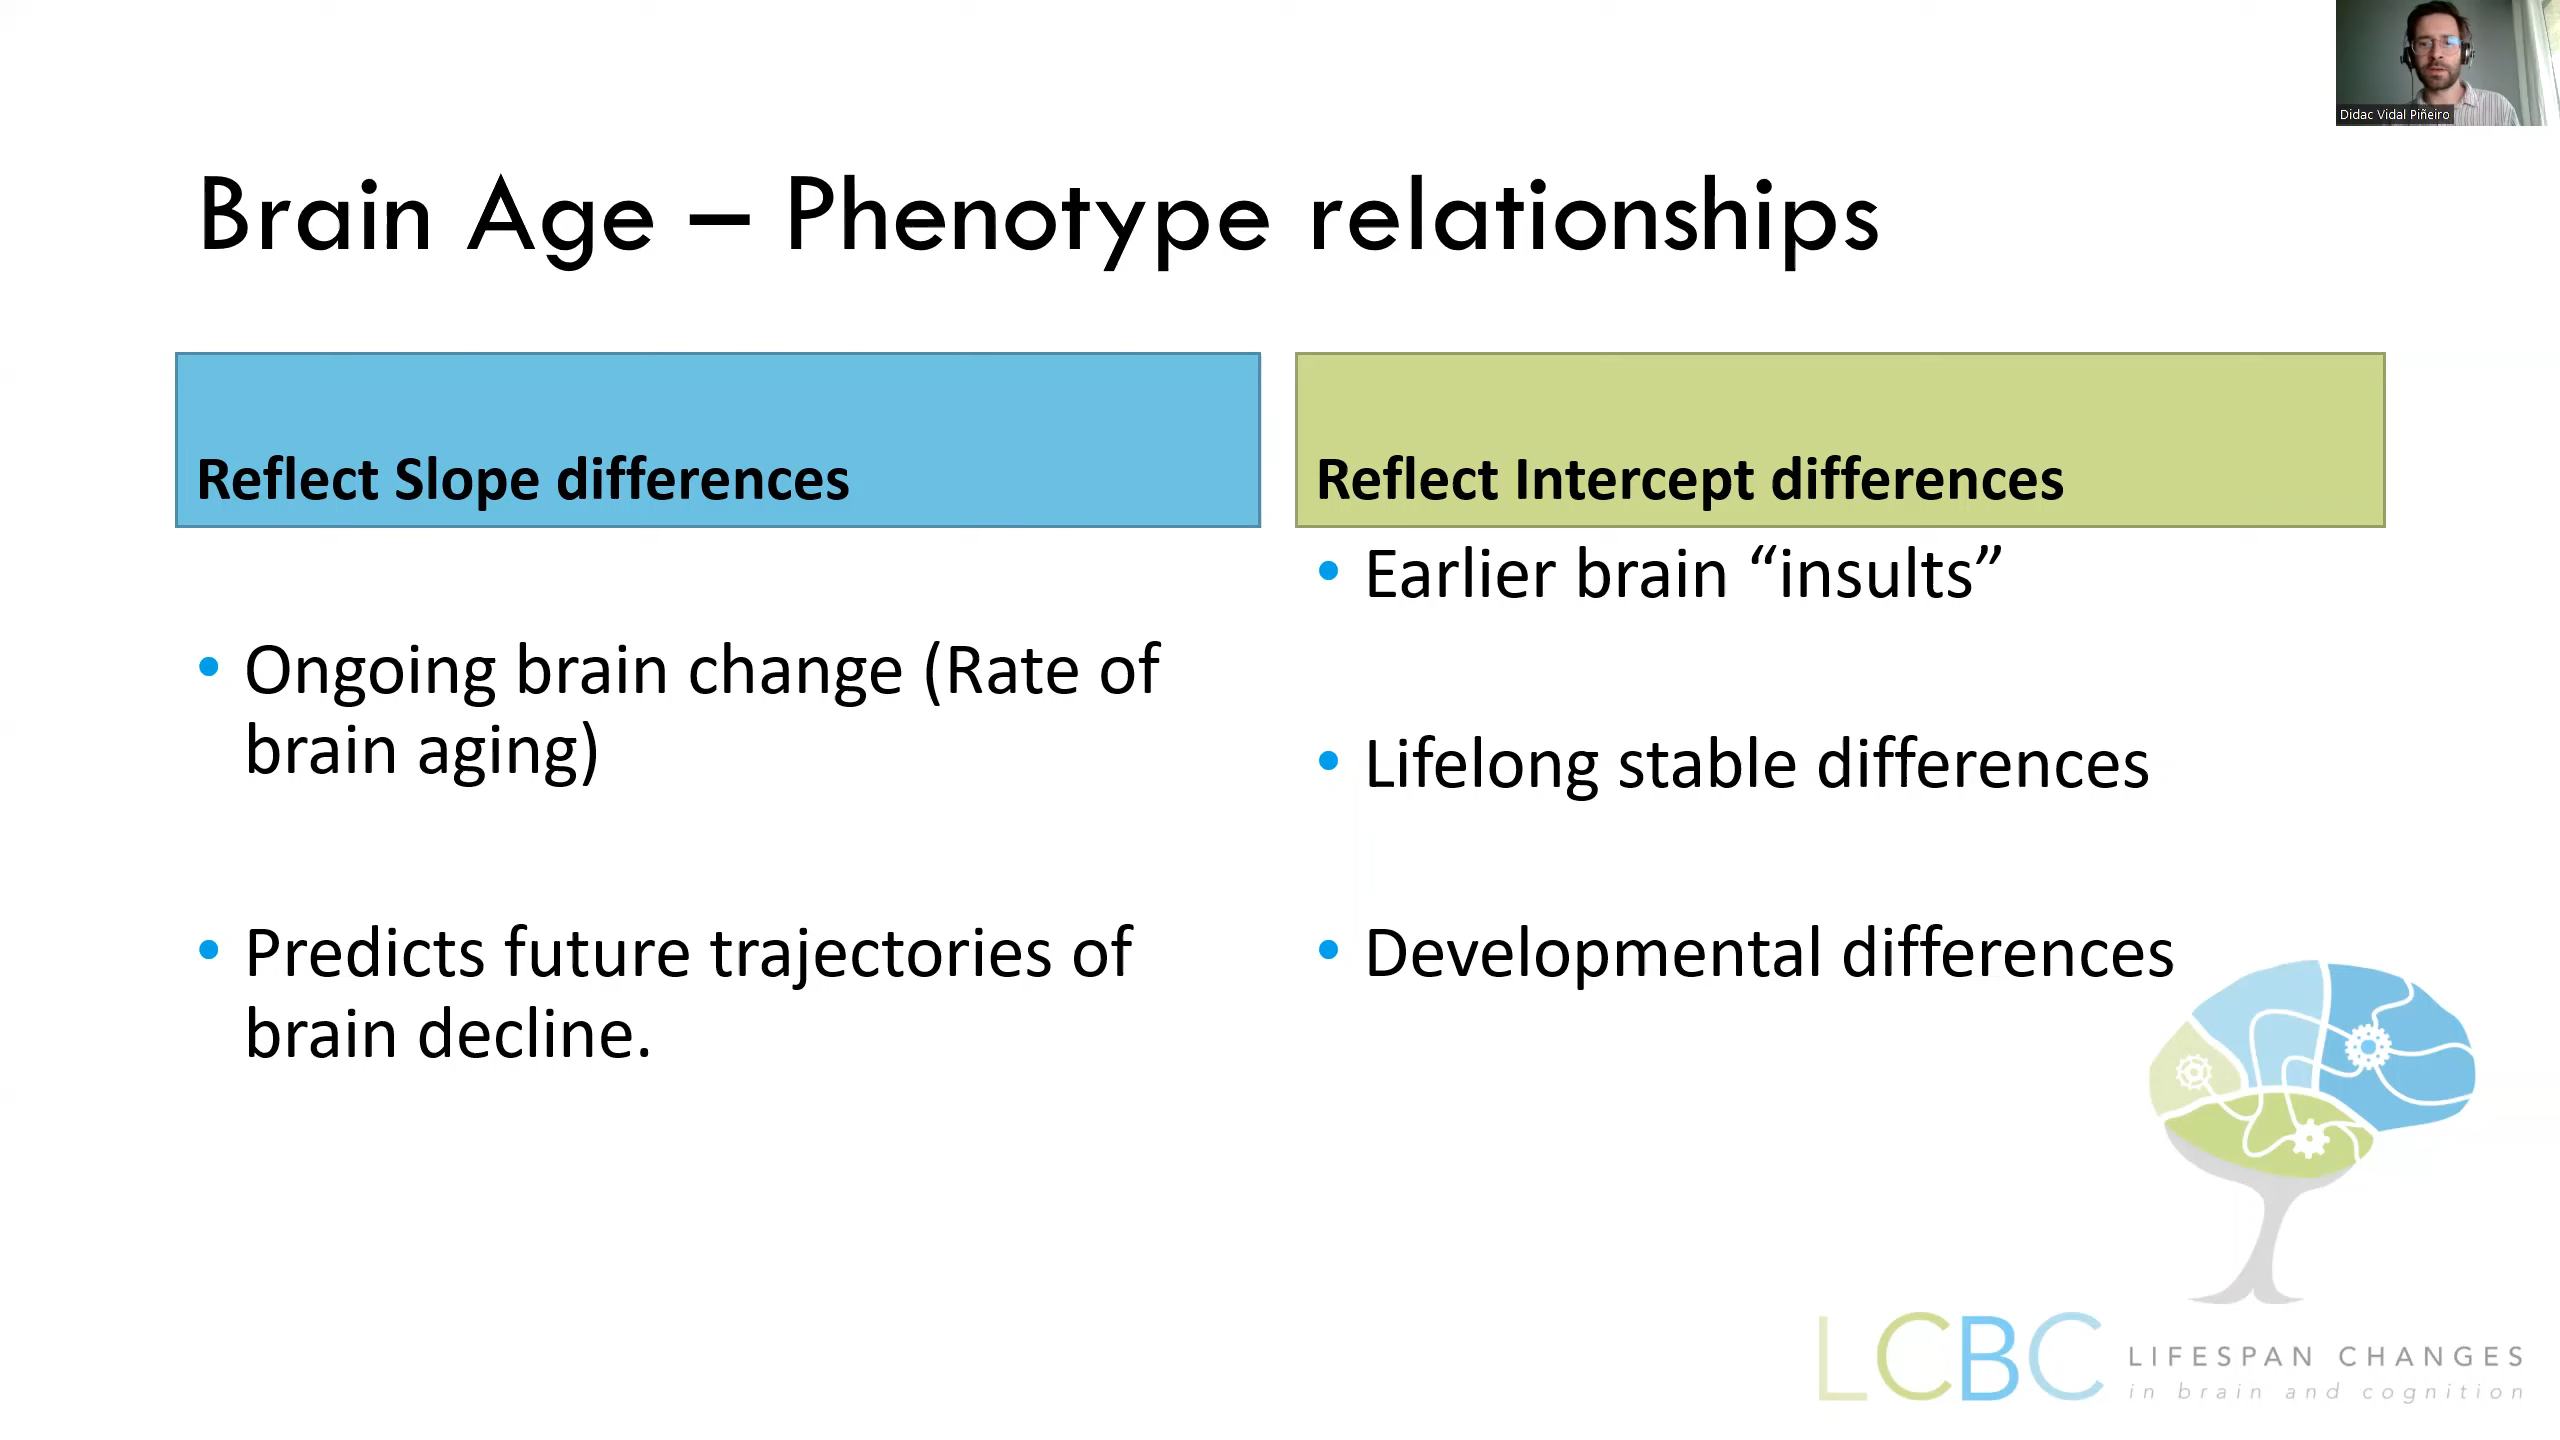 Didac Vidal Piñeiro
Brain Age – Phenotype relationships
Reflect Slope differences
• Ongoing brain change (Rate of
brain aging)
• Predicts future trajectories of
brain decline.
Reflect Intercept differences
• Earlier brain “insults”
• Lifelong stable differences
• Developmental differences
LCBC
LIFESPAN CHANGES
in brain and cognition